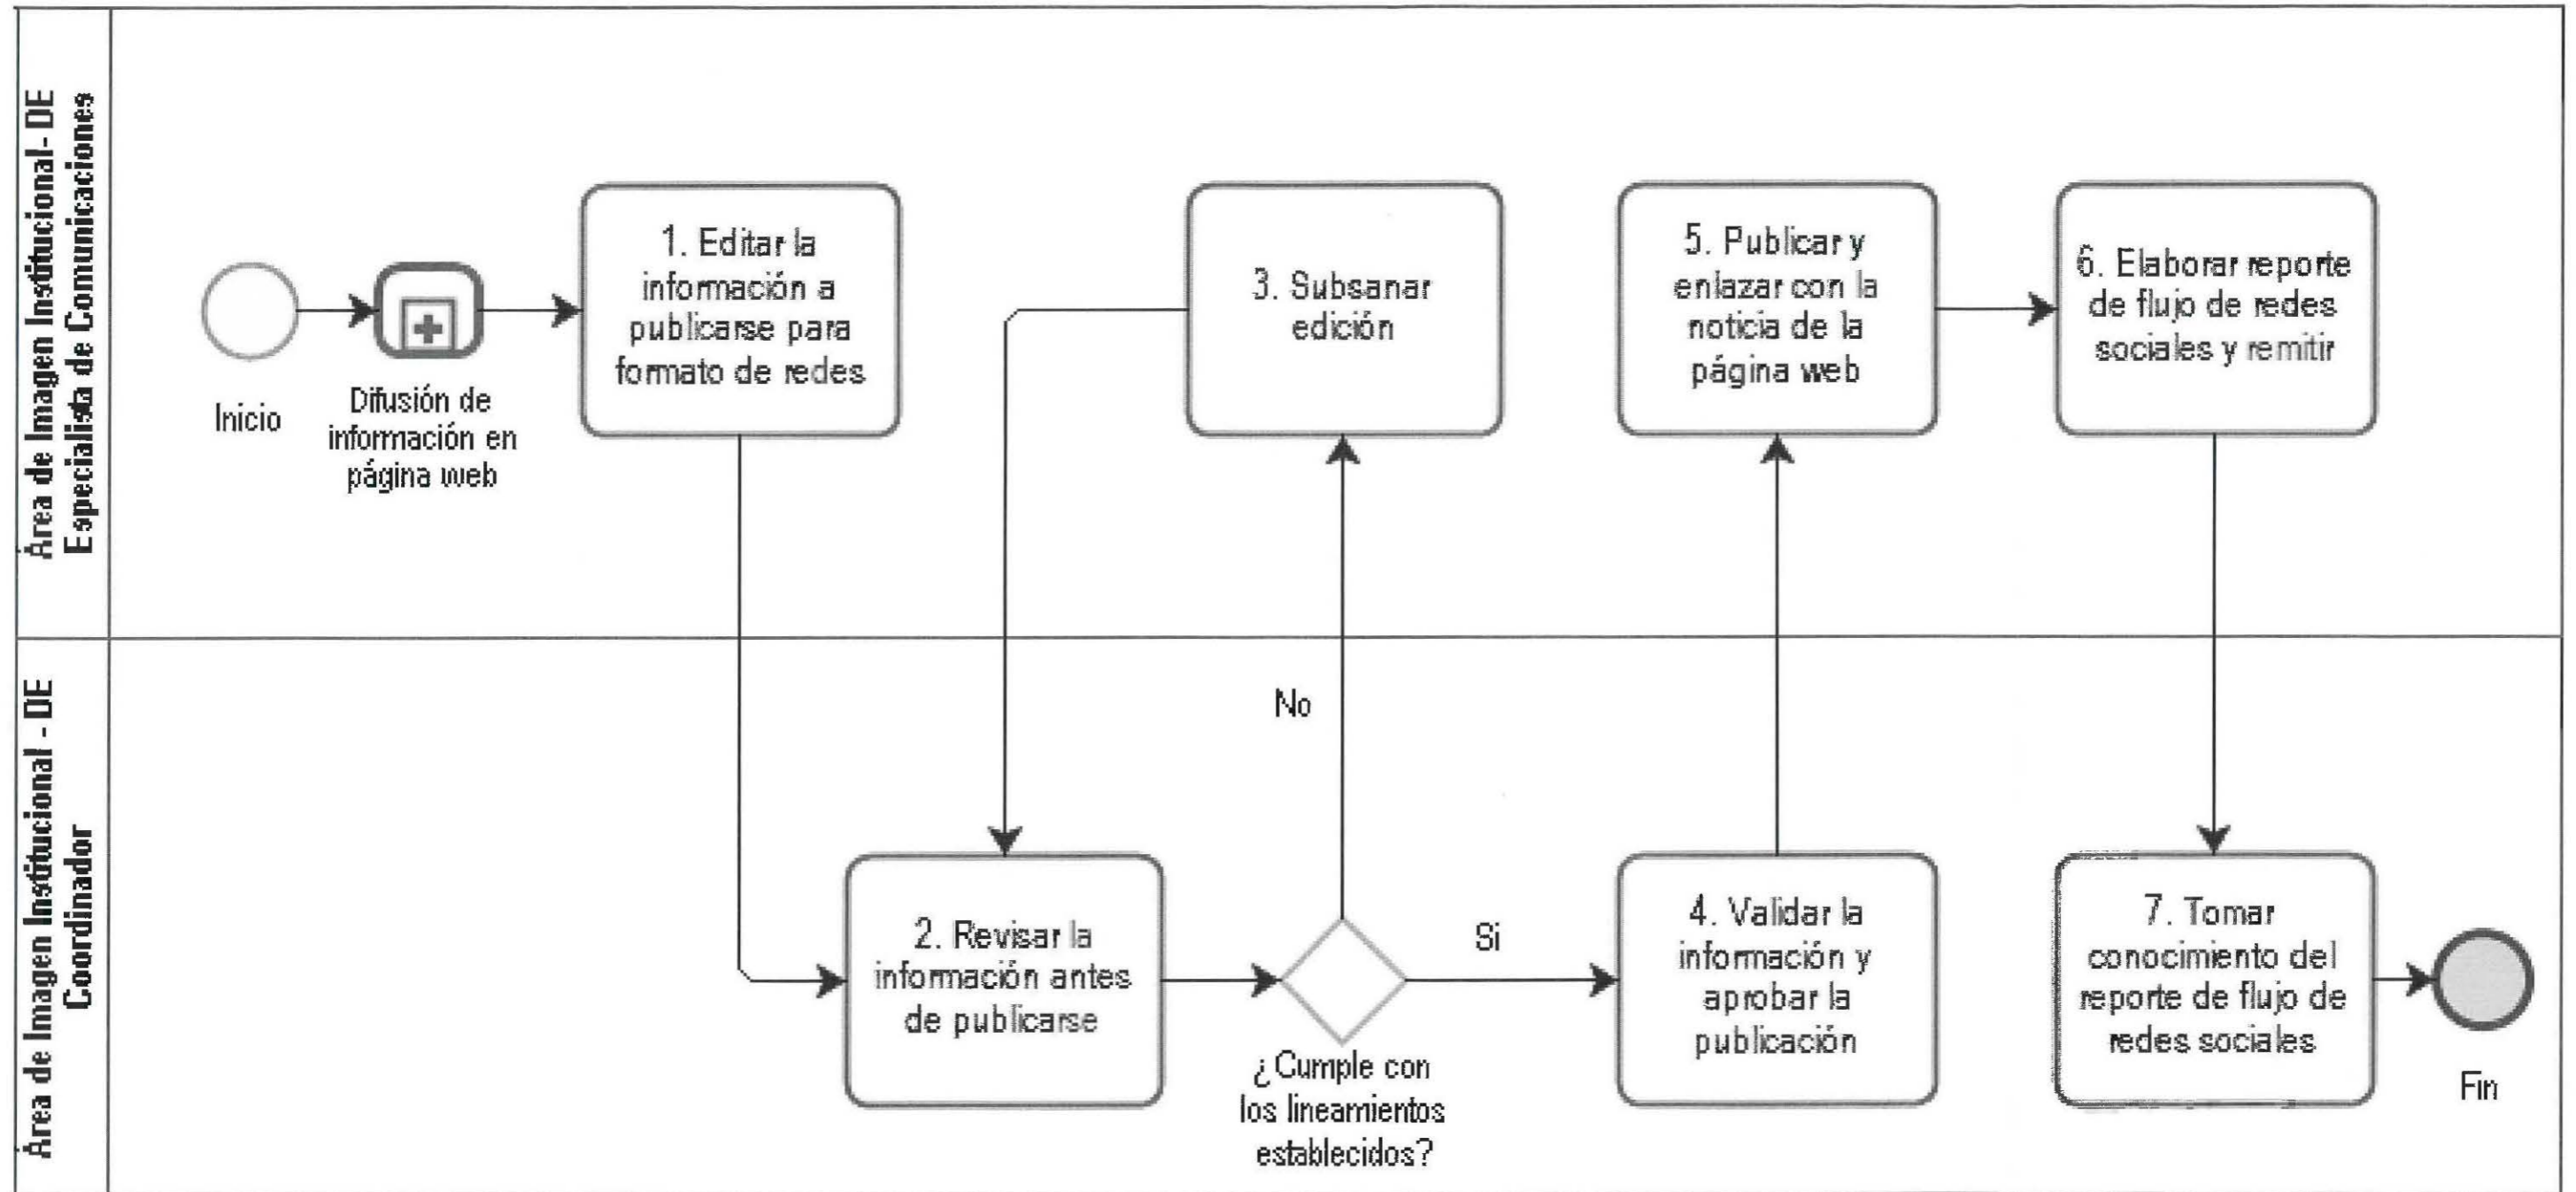 Área de Imagen Institucional- DE
Especialista de Comunicaciones
Inicio
Difusión de
información en
página web
1. Editar la
información a
publicarse para
formato de redes
3. Subsanar
edición
5. Publicar y
enlazar con la
noticia de la
página web
6. Elaborar reporte
de flujo de redes
sociales y remitir
Área de Imagen Institucional - DE
Coordinador
2. Revisar la
información antes
de publicarse
No
¿Cumple con
los lineamientos
establecidos?
Si
4. Validar la
información y
aprobar la
publicación
7. Tomar
conocimiento del
reporte de flujo de
redes sociales
Fin